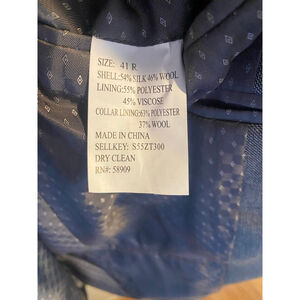 SIZE: 41 R
SHELL:54% SILK 46% WOOL
LINING:55% POLYESTER
45% VISCOSE
COLLAR LINING:63% POLYESTER
37% WOOL
MADE IN CHINA
SELLKEY: S55ZT300
DRY CLEAN
RN#: 58909